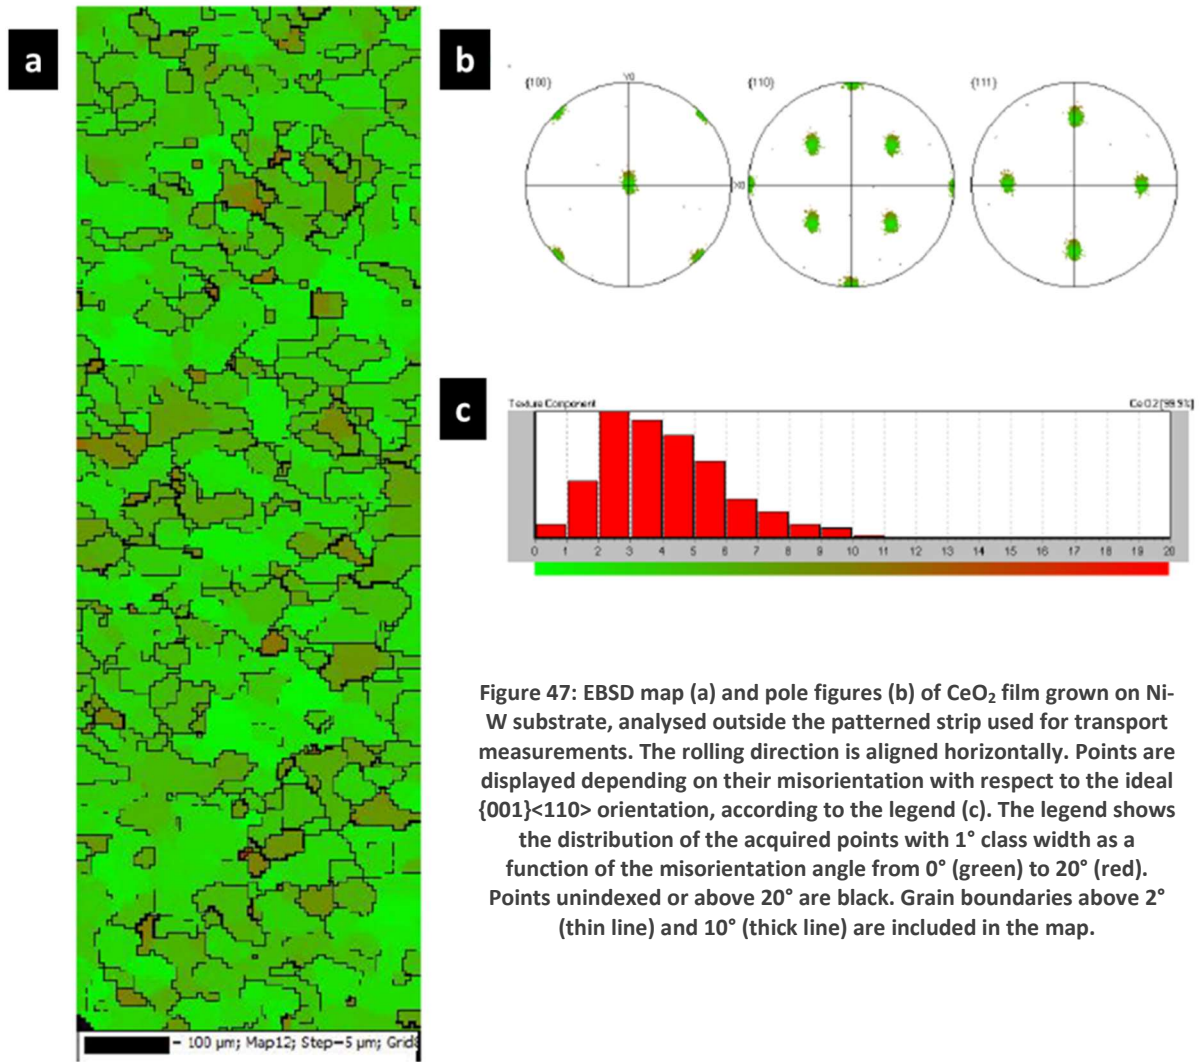 a
b
{100}
Y0
{110}
{111}
X0
c
Texture Component
CeO2 [99.9%]
0 1 2 3 4 5 6 7 8 9 10 11 12 13 14 15 16 17 18 19 20
Figure 47: EBSD map (a) and pole figures (b) of CeO₂ film grown on Ni-
W substrate, analysed outside the patterned strip used for transport
measurements. The rolling direction is aligned horizontally. Points are
displayed depending on their misorientation with respect to the ideal
{001}<110> orientation, according to the legend (c). The legend shows
the distribution of the acquired points with 1° class width as a
function of the misorientation angle from 0° (green) to 20° (red).
Points unindexed or above 20° are black. Grain boundaries above 2°
(thin line) and 10° (thick line) are included in the map.
= 100 µm; Map12; Step=5 µm;